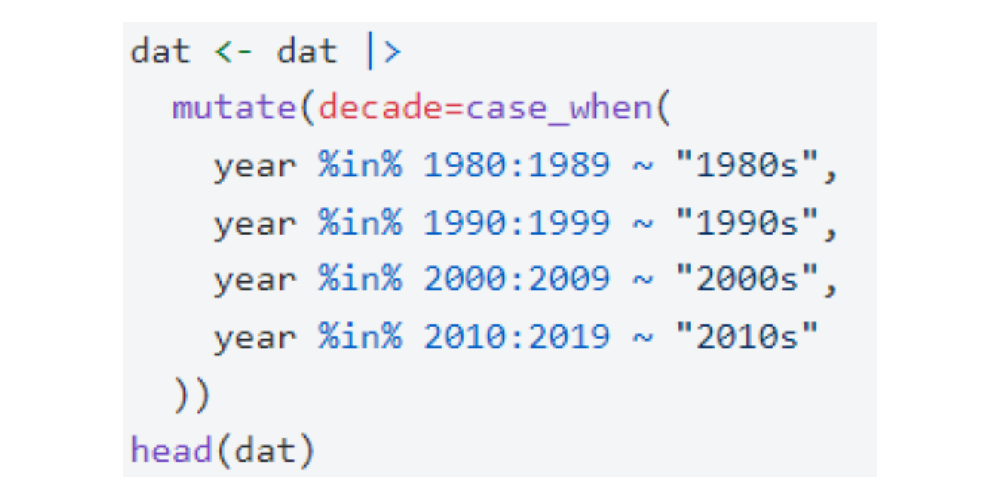 dat <- dat |>
  mutate(decade=case_when(
    year %in% 1980:1989 ~ "1980s",
    year %in% 1990:1999 ~ "1990s",
    year %in% 2000:2009 ~ "2000s",
    year %in% 2010:2019 ~ "2010s"
  ))
head(dat)